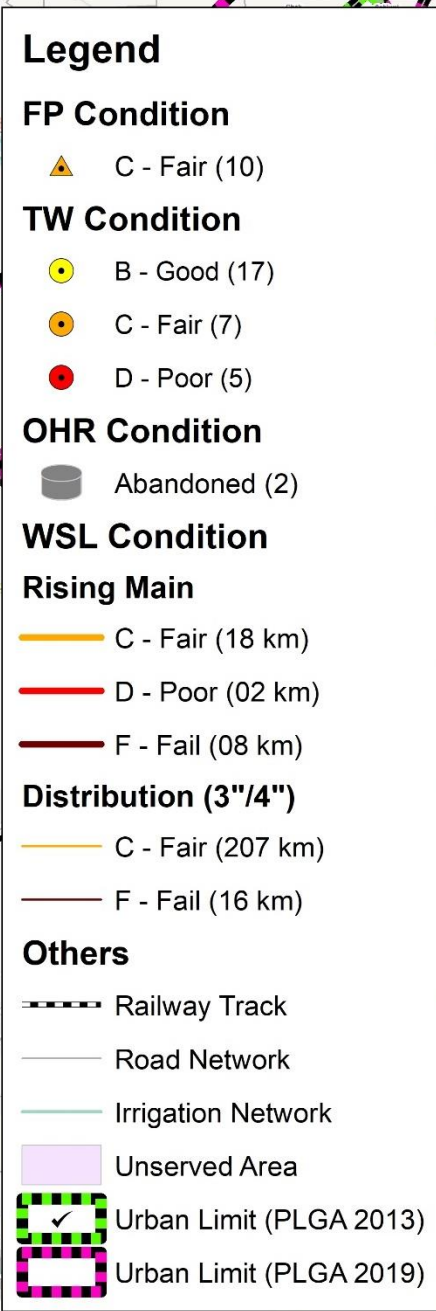 Legend
FP Condition
C - Fair (10)
TW Condition
B - Good (17)
C - Fair (7)
D - Poor (5)
OHR Condition
Abandoned (2)
WSL Condition
Rising Main
C - Fair (18 km)
D - Poor (02 km)
F - Fail (08 km)
Distribution (3"/4")
C - Fair (207 km)
F - Fail (16 km)
Others
Railway Track
Road Network
Irrigation Network
Unserved Area
Urban Limit (PLGA 2013)
Urban Limit (PLGA 2019)